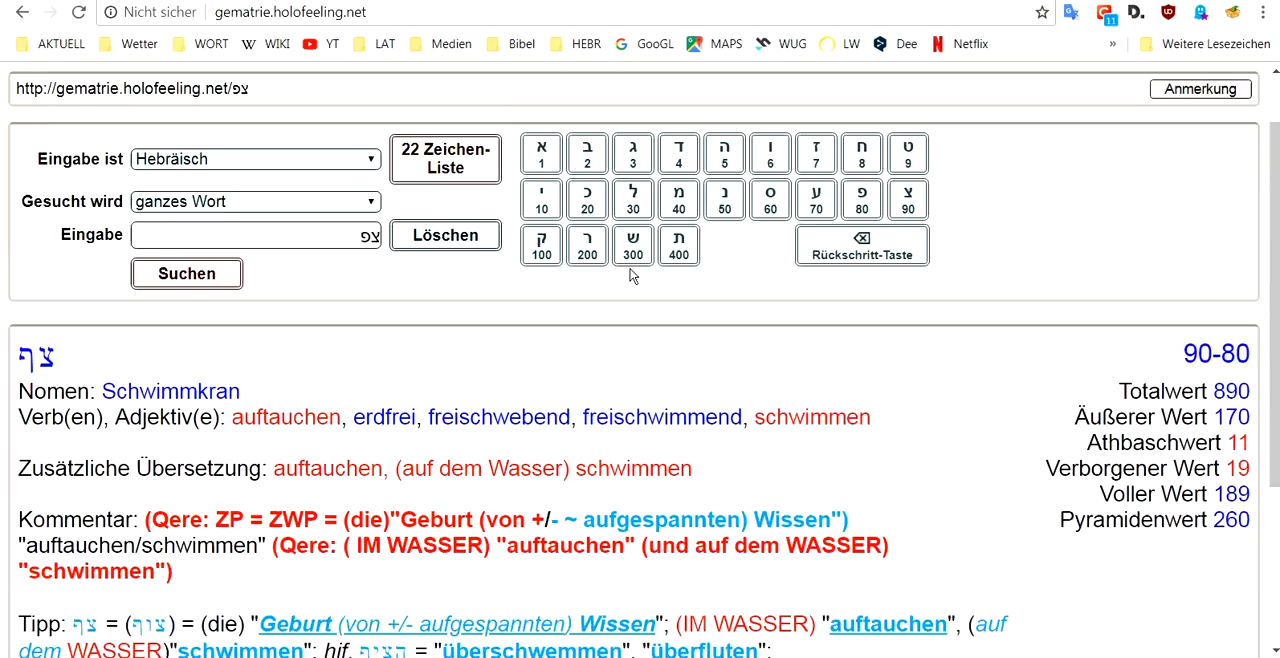 Nicht sicher gematrie.holofeeling.net
AKTUELL Wetter WORT WIKI YT LAT Medien Bibel HEBR GooGL MAPS WUG LW Dee Netflix » Weitere Lesezeichen
http://gematrie.holofeeling.net/צפ Anmerkung
Eingabe ist Hebräisch
22 Zeichen-Liste
Gesucht wird ganzes Wort
Eingabe צפ Löschen
Suchen
א ב ג ד ה ו ז ח ט
1 2 3 4 5 6 7 8 9
י כ ל מ נ ס ע פ צ
10 20 30 40 50 60 70 80 90
ק ר ש ת
100 200 300 400 Rückschritt-Taste
צף 90-80
Nomen: Schwimmkran Totalwert 890
Verb(en), Adjektiv(e): auftauchen, erdfrei, freischwebend, freischwimmend, schwimmen Äußerer Wert 170
Athbaschwert 11
Zusätzliche Übersetzung: auftauchen, (auf dem Wasser) schwimmen Verborgener Wert 19
Voller Wert 189
Kommentar: (Qere: ZP = ZWP = (die)"Geburt (von +/- ~ aufgespannten) Wissen") Pyramidenwert 260
"auftauchen/schwimmen" (Qere: ( IM WASSER) "auftauchen" (und auf dem WASSER)
"schwimmen")
Tipp: צף = (צוף) = (die) "Geburt (von +/- aufgespannten) Wissen"; (IM WASSER) "auftauchen", (auf
dem WASSER)"schwimmen"; hif. הציף = "überschwemmen", "überfluten";